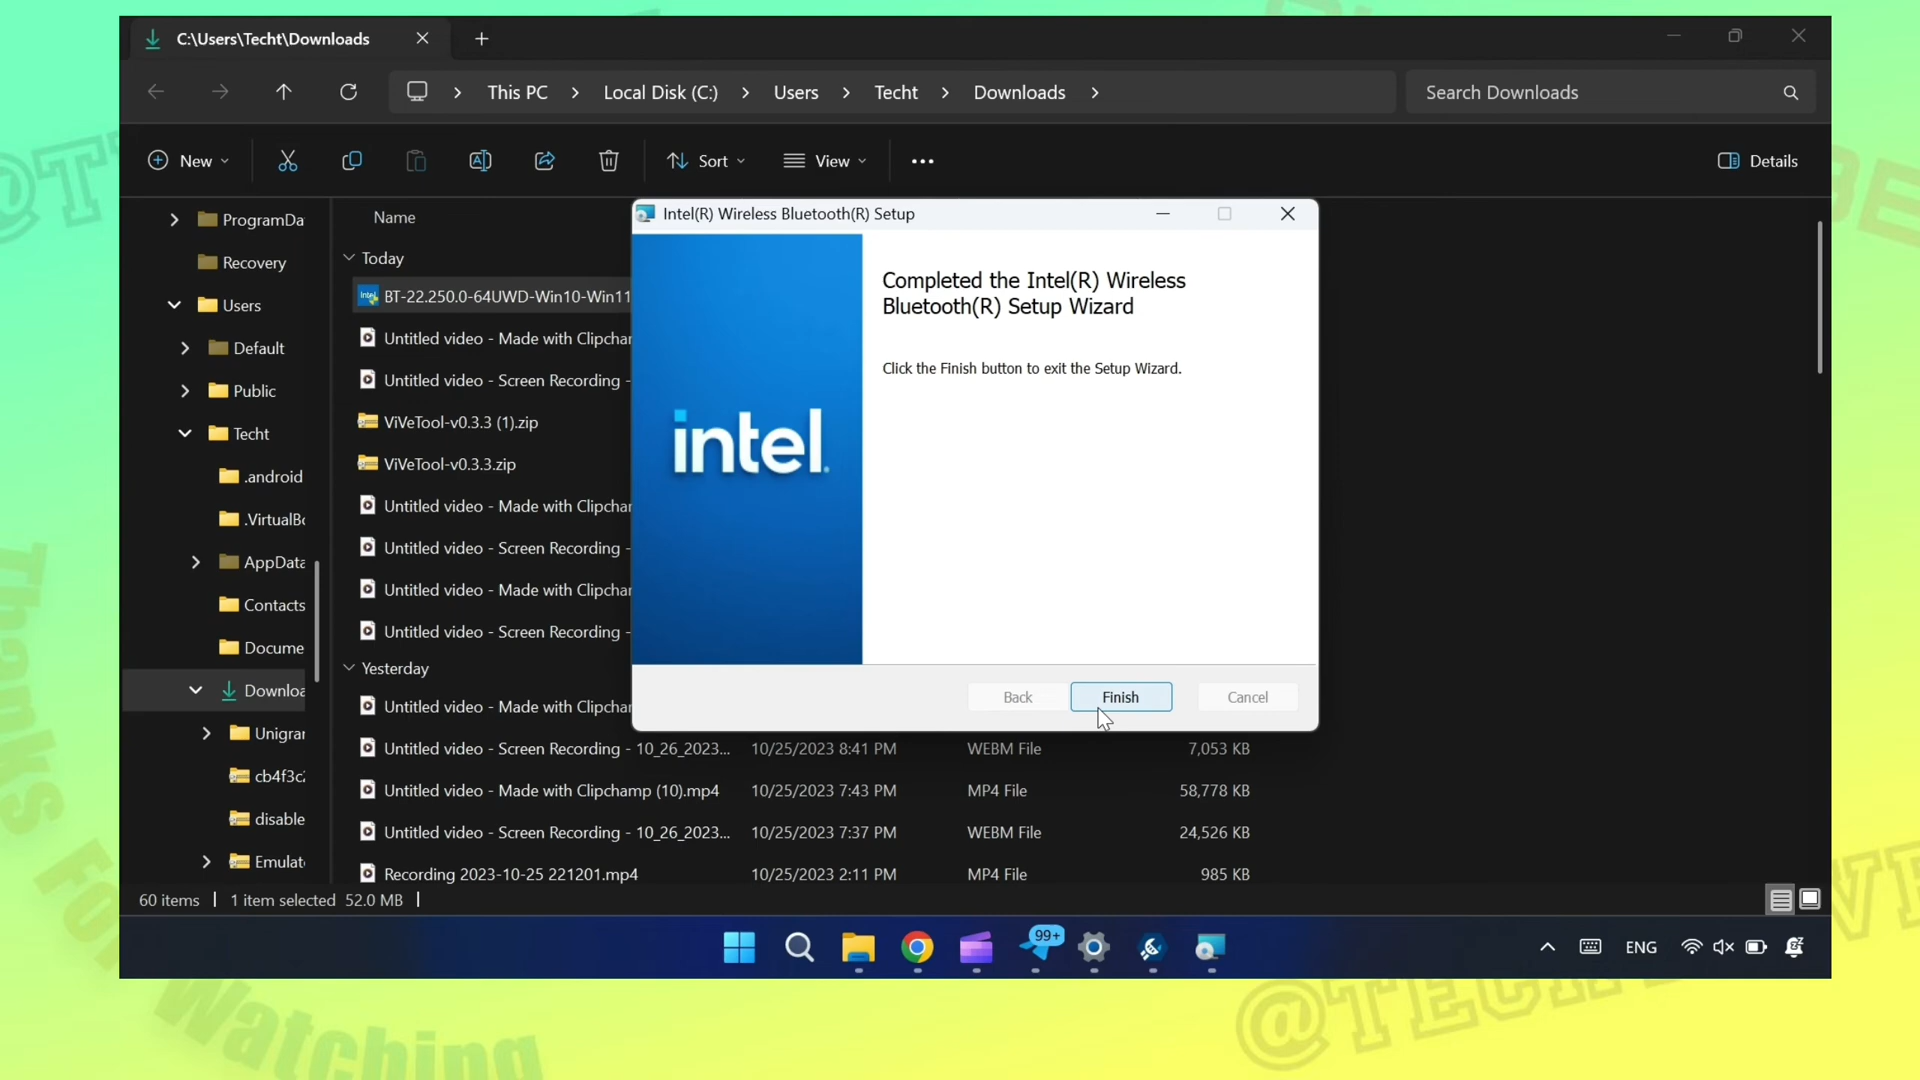 C:\Users\Techt\Downloads
This PC
Local Disk (C:)
Users
Techt
Downloads
Search Downloads
New
Sort
View
Details
ProgramDa
Recovery
Users
Default
Public
Techt
.android
.VirtualBo
AppData
Contacts
Docume
Downloa
Unigrar
cb4f3c2
disable
Emulat
Name
Today
BT-22.250.0-64UWD-Win10-Win11
Untitled video - Made with Clipchar
Untitled video - Screen Recording -
ViVeTool-v0.3.3 (1).zip
ViVeTool-v0.3.3.zip
Untitled video - Made with Clipchar
Untitled video - Screen Recording -
Untitled video - Made with Clipchar
Untitled video - Screen Recording -
Yesterday
Untitled video - Made with Clipchar
Untitled video - Screen Recording - 10_26_2023... 10/25/2023 8:41 PM WEBM File 7,053 KB
Untitled video - Made with Clipchamp (10).mp4 10/25/2023 7:43 PM MP4 File 58,778 KB
Untitled video - Screen Recording - 10_26_2023... 10/25/2023 7:37 PM WEBM File 24,526 KB
Recording 2023-10-25 221201.mp4 10/25/2023 2:11 PM MP4 File 985 KB
Intel(R) Wireless Bluetooth(R) Setup
intel.
Completed the Intel(R) Wireless
Bluetooth(R) Setup Wizard
Click the Finish button to exit the Setup Wizard.
Back
Finish
Cancel
60 items
1 item selected 52.0 MB
99+
ENG
Thanks
For
Watching